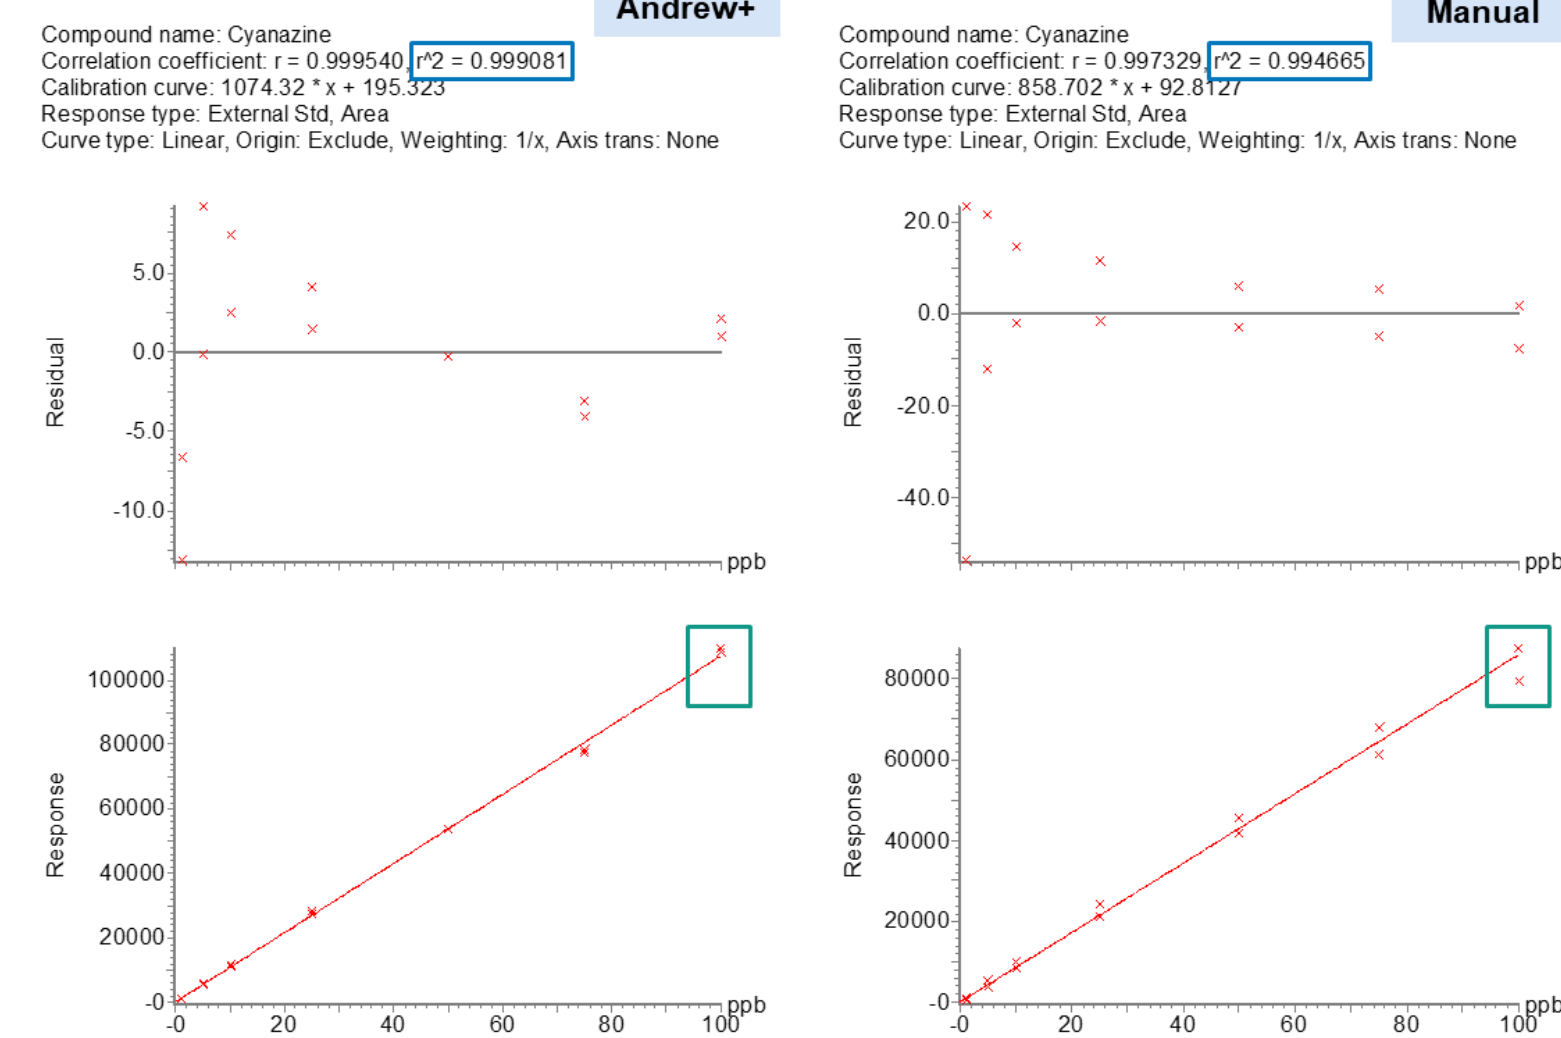 Andrew+
Compound name: Cyanazine
Correlation coefficient: r = 0.999540, r^2 = 0.999081
Calibration curve: 1074.32 * x + 195.323
Response type: External Std, Area
Curve type: Linear, Origin: Exclude, Weighting: 1/x, Axis trans: None
5.0
0.0
-5.0
-10.0
Residual
ppb
100000
80000
60000
40000
20000
-0
Response
ppb
-0 20 40 60 80 100
Manual
Compound name: Cyanazine
Correlation coefficient: r = 0.997329, r^2 = 0.994665
Calibration curve: 858.702 * x + 92.8127
Response type: External Std, Area
Curve type: Linear, Origin: Exclude, Weighting: 1/x, Axis trans: None
20.0
0.0
-20.0
-40.0
Residual
ppb
80000
60000
40000
20000
-0
Response
ppb
-0 20 40 60 80 100